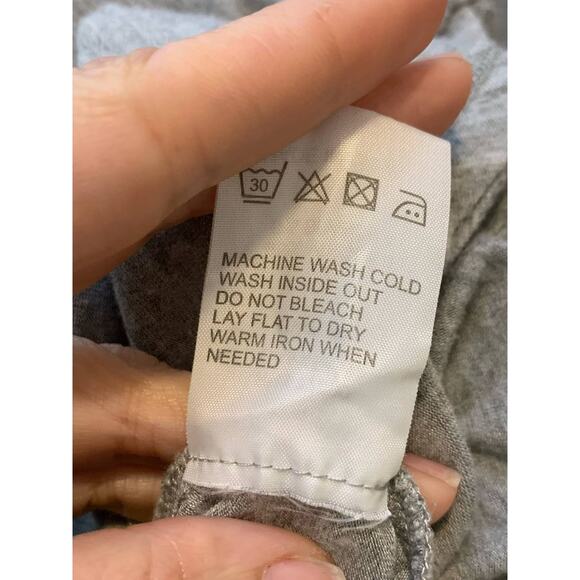 30
MACHINE WASH COLD
WASH INSIDE OUT
DO NOT BLEACH
LAY FLAT TO DRY
WARM IRON WHEN
NEEDED